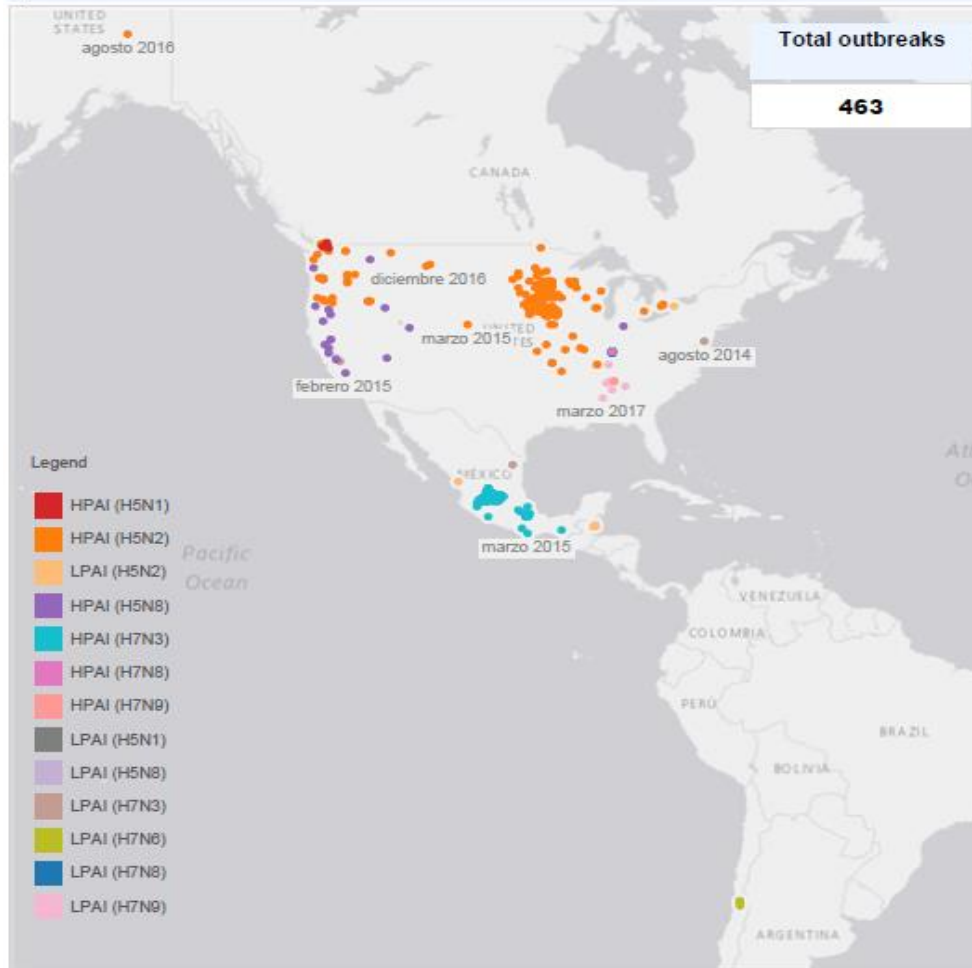 UNITED
STATES
agosto 2016
Total outbreaks
463
CANADA
diciembre 2016
marzo 2015
UNITED
agosto 2014
febrero 2015
marzo 2017
MÉXICO
marzo 2015
Pacific
Ocean
VENEZUELA
COLOMBIA
PERÚ
BRAZIL
BOLIVIA
ARGENTINA
Legend
HPAI (H5N1)
HPAI (H5N2)
LPAI (H5N2)
HPAI (H5N8)
HPAI (H7N3)
HPAI (H7N8)
HPAI (H7N9)
LPAI (H5N1)
LPAI (H5N8)
LPAI (H7N3)
LPAI (H7N6)
LPAI (H7N8)
LPAI (H7N9)